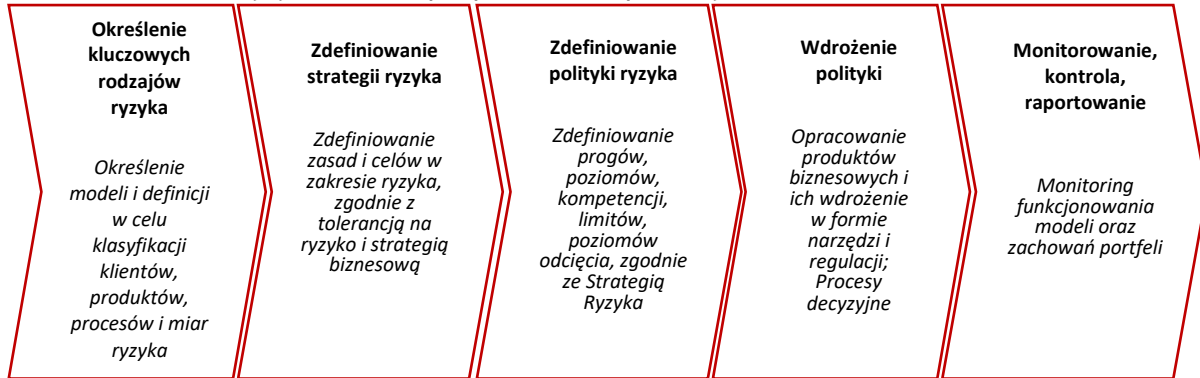 Określenie
kluczowych
rodzajów
ryzyka
Określenie
modeli i definicji
w celu
klasyfikacji
klientów,
produktów,
procesów i miar
ryzyka
Zdefiniowanie
strategii ryzyka
Zdefiniowanie
zasad i celów w
zakresie ryzyka,
zgodnie z
tolerancją na
ryzyko i strategią
biznesową
Zdefiniowanie
polityki ryzyka
Zdefiniowanie
progów,
poziomów,
kompetencji,
limitów,
poziomów
odcięcia, zgodnie
ze Strategią
Ryzyka
Wdrożenie
polityki
Opracowanie
produktów
biznesowych i
ich wdrożenie
w formie
narzędzi i
regulacji;
Procesy
decyzyjne
Monitorowanie,
kontrola,
raportowanie
Monitoring
funkcjonowania
modeli oraz
zachowań portfeli